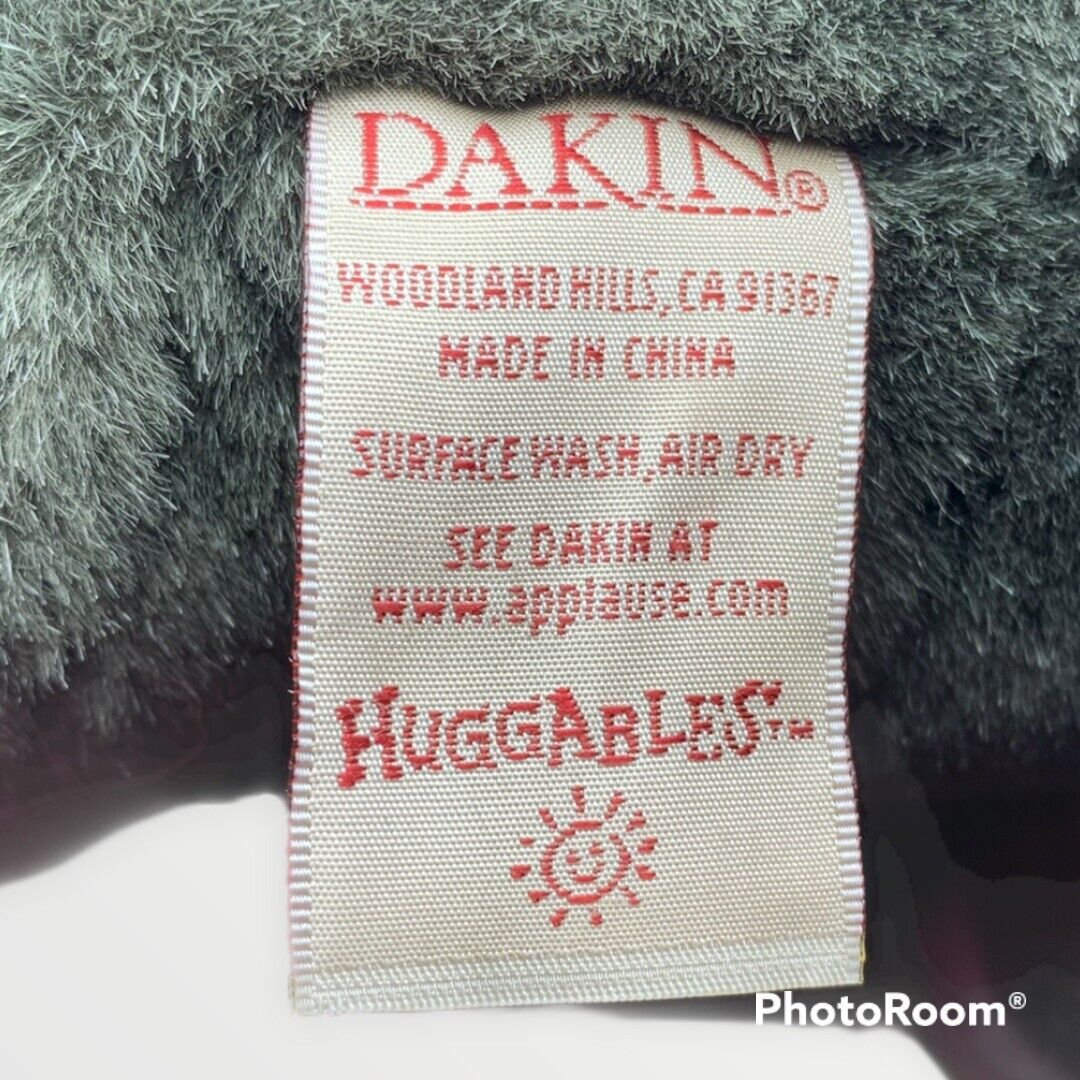 DAKIN®
WOODLAND HILLS, CA 91367
MADE IN CHINA
SURFACE WASH, AIR DRY
SEE DAKIN AT
www.applause.com
HUGGABLES™
PhotoRoom®